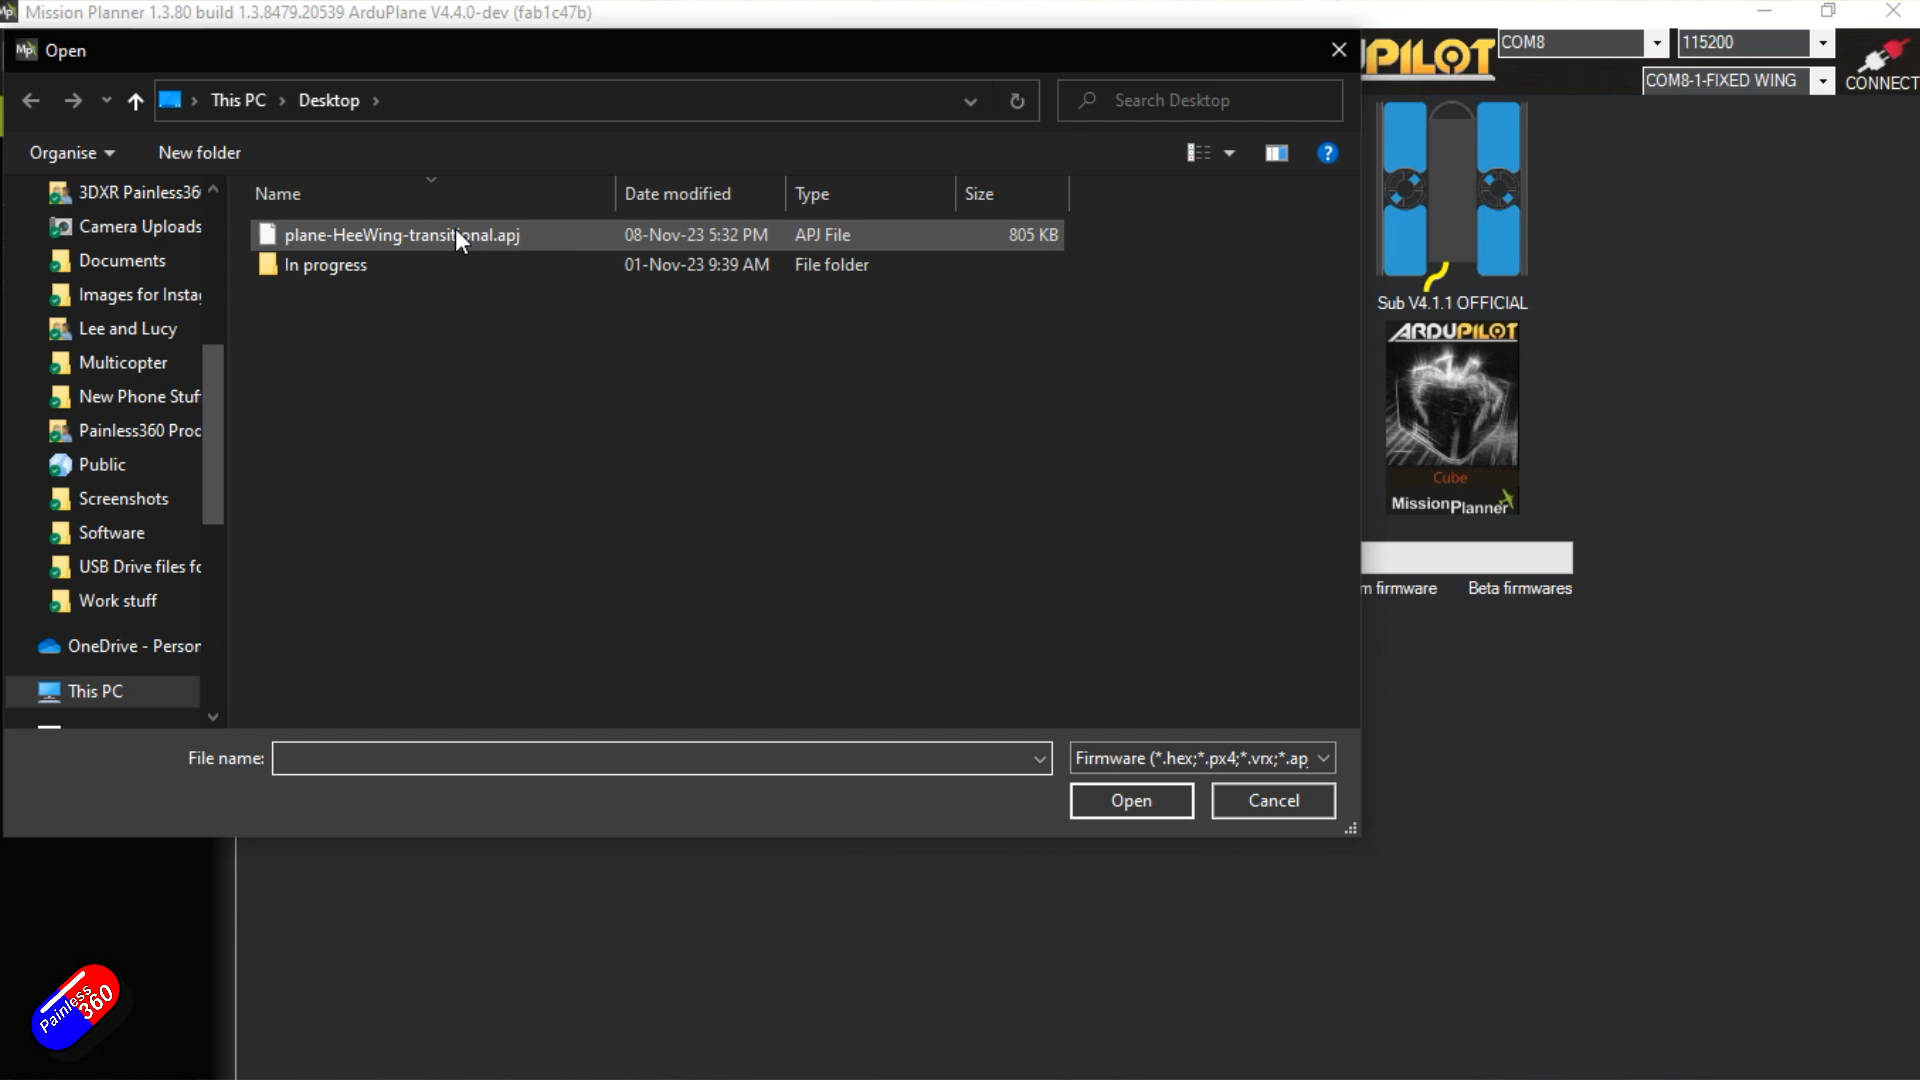 Mission Planner 1.3.80 build 1.3.8479.20539 ArduPlane V4.4.0-dev (fab1c47b)
Mp Open
This PC > Desktop >
Search Desktop
PILOT
COM8
115200
COM8-1-FIXED WING
CONNECT
Organise
New folder
Name
Date modified
Type
Size
plane-HeeWing-transitional.apj 08-Nov-23 5:32 PM APJ File 805 KB
In progress 01-Nov-23 9:39 AM File folder
3DXR Painless36
Camera Uploads
Documents
Images for Insta
Lee and Lucy
Multicopter
New Phone Stuf
Painless360 Proc
Public
Screenshots
Software
USB Drive files fo
Work stuff
OneDrive - Person
This PC
Sub V4.1.1 OFFICIAL
ARDUPILOT
Cube
MissionPlanner
m firmware
Beta firmwares
File name:
Firmware (*.hex;*.px4;*.vrx;*.ap
Open
Cancel
Painless
360